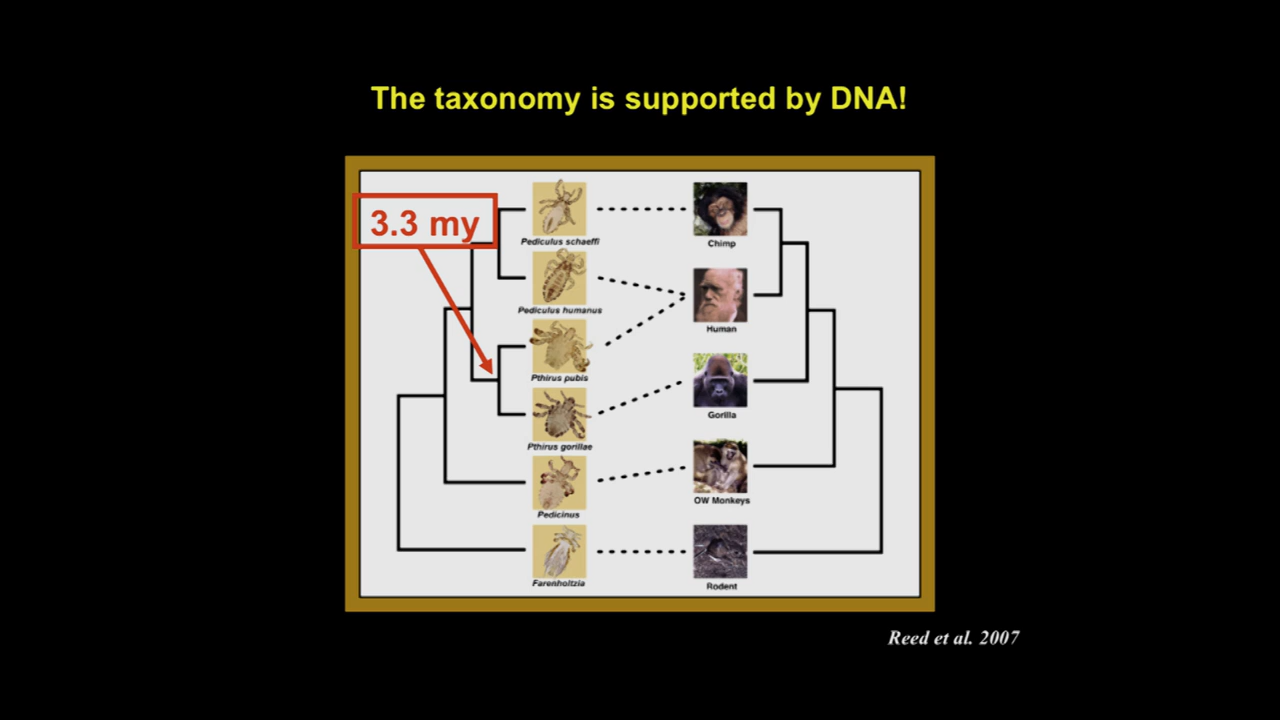 The taxonomy is supported by DNA!
3.3 my
Pediculus schaeffi
Chimp
Pediculus humanus
Human
Pthirus pubis
Pthirus gorillae
Gorilla
Pedicinus
OW Monkeys
Farenholtzia
Rodent
Reed et al. 2007